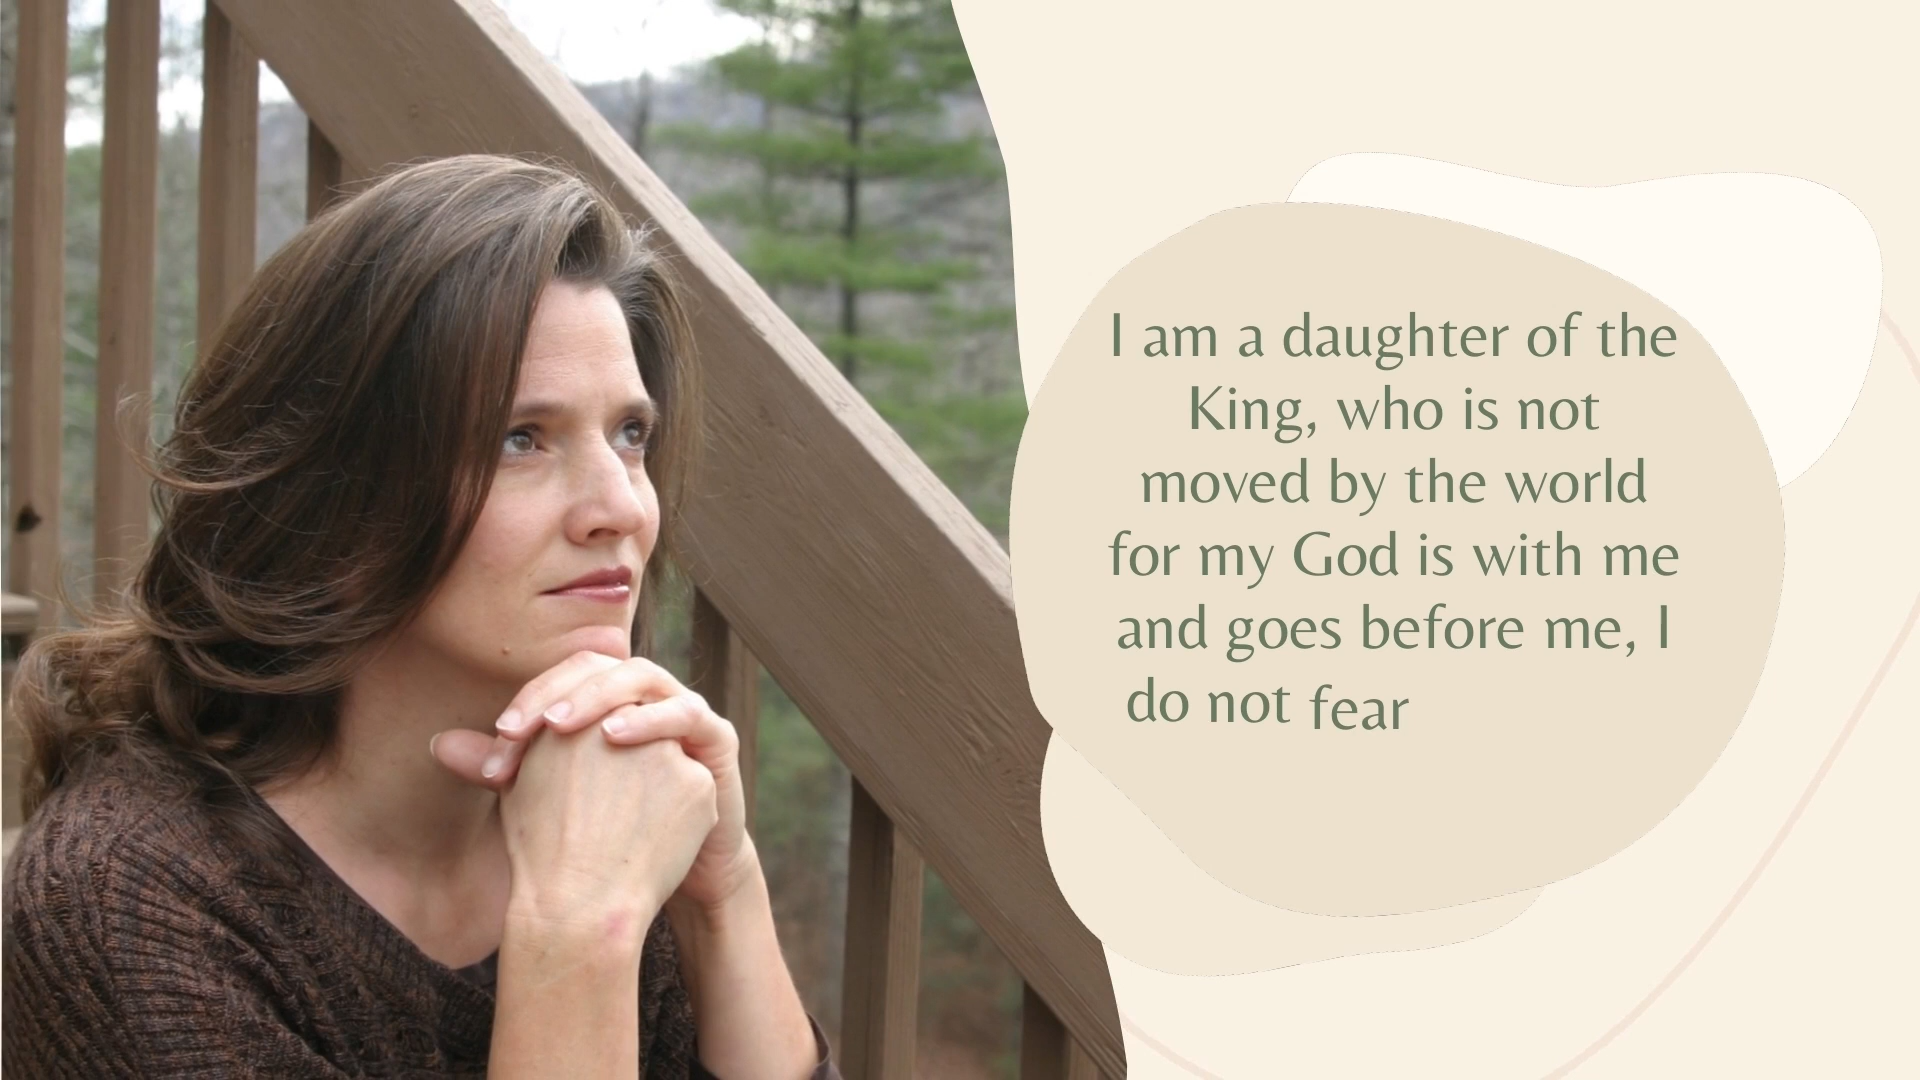 I am a daughter of the
King, who is not
moved by the world
for my God is with me
and goes before me, I
do not fear